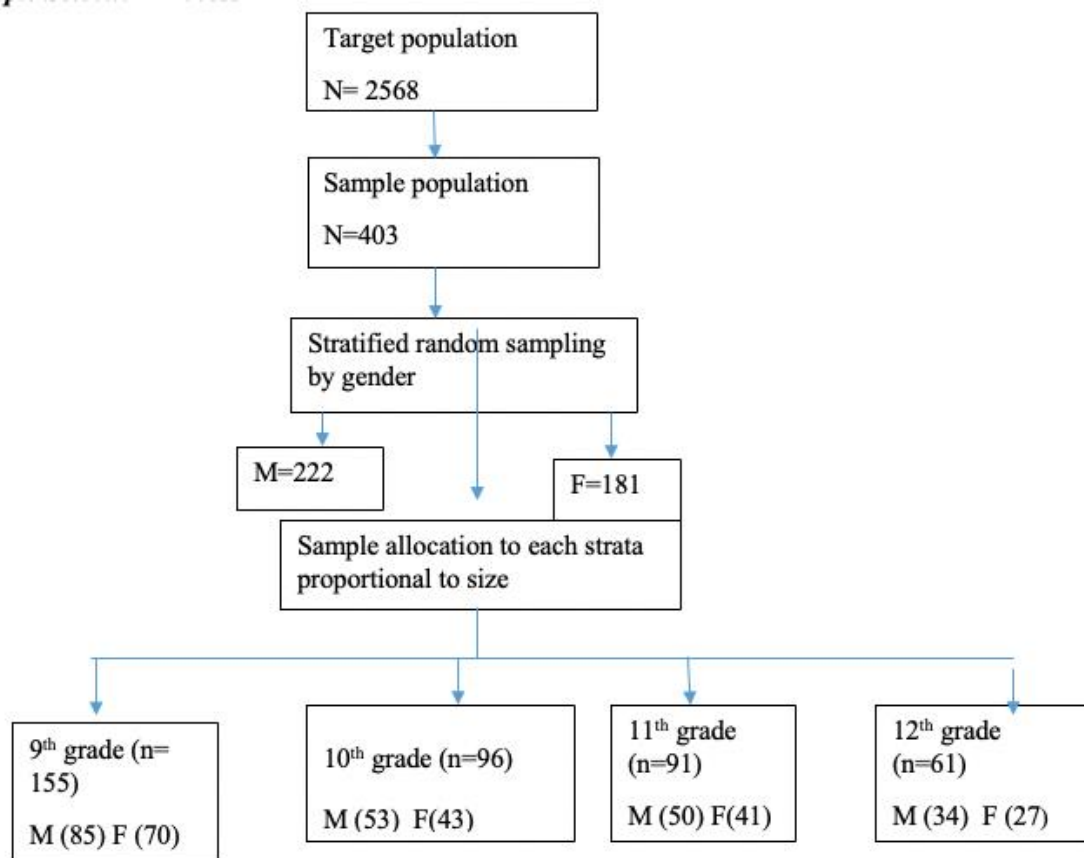 Target population
N= 2568
Sample population
N=403
Stratified random sampling
by gender
M=222
F=181
Sample allocation to each strata
proportional to size
9th grade (n=
155)
M (85) F (70)
10th grade (n=96)
M (53) F(43)
11th grade
(n=91)
M (50) F(41)
12th grade
(n=61)
M (34) F (27)